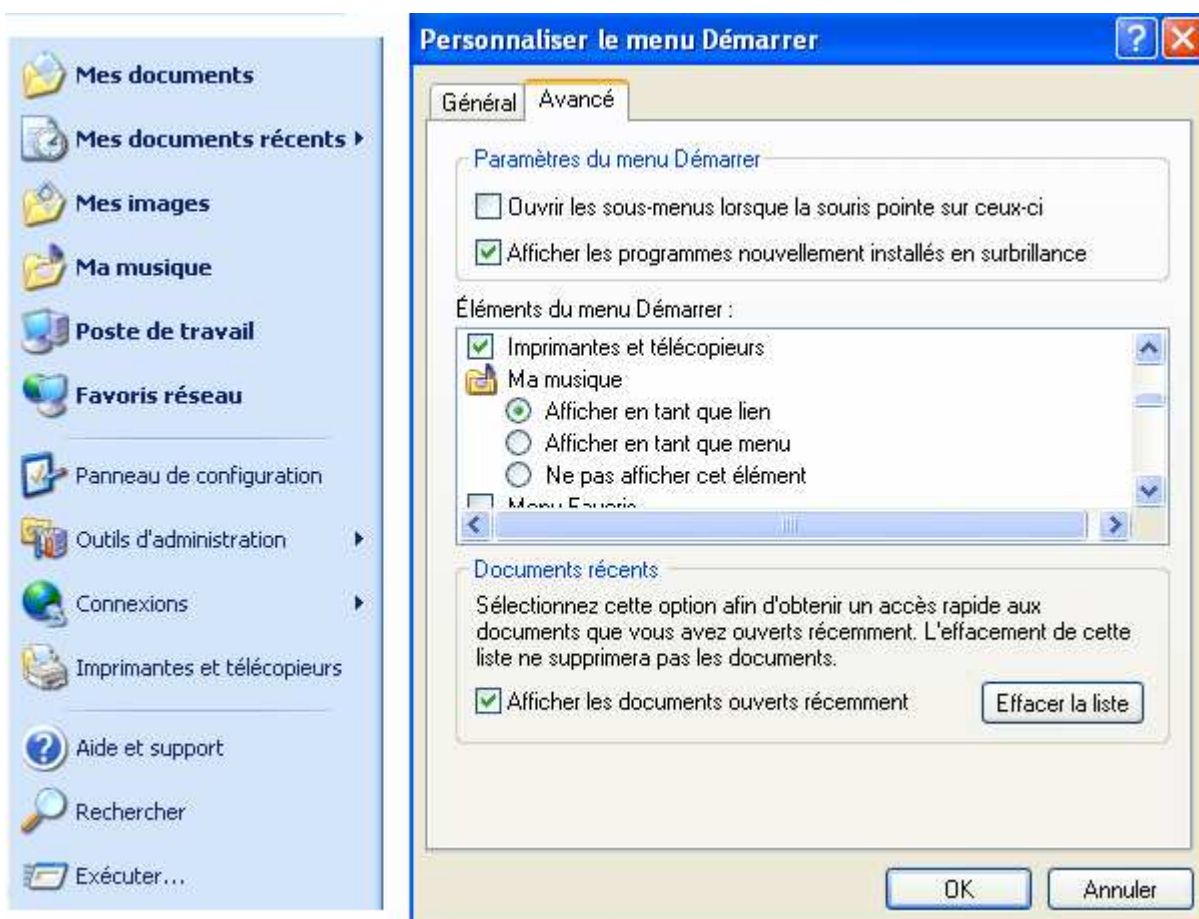 Mes documents
Mes documents récents
Mes images
Ma musique
Poste de travail
Favoris réseau
Panneau de configuration
Outils d'administration
Connexions
Imprimantes et télécopieurs
Aide et support
Rechercher
Exécuter...
Personnaliser le menu Démarrer
Général Avancé
Paramètres du menu Démarrer
Ouvrir les sous-menus lorsque la souris pointe sur ceux-ci
Afficher les programmes nouvellement installés en surbrillance
Éléments du menu Démarrer :
Imprimantes et télécopieurs
Ma musique
Afficher en tant que lien
Afficher en tant que menu
Ne pas afficher cet élément
Menu Favoris
Documents récents
Sélectionnez cette option afin d'obtenir un accès rapide aux
documents que vous avez ouverts récemment. L'effacement de cette
liste ne supprimera pas les documents.
Afficher les documents ouverts récemment
Effacer la liste
OK Annuler